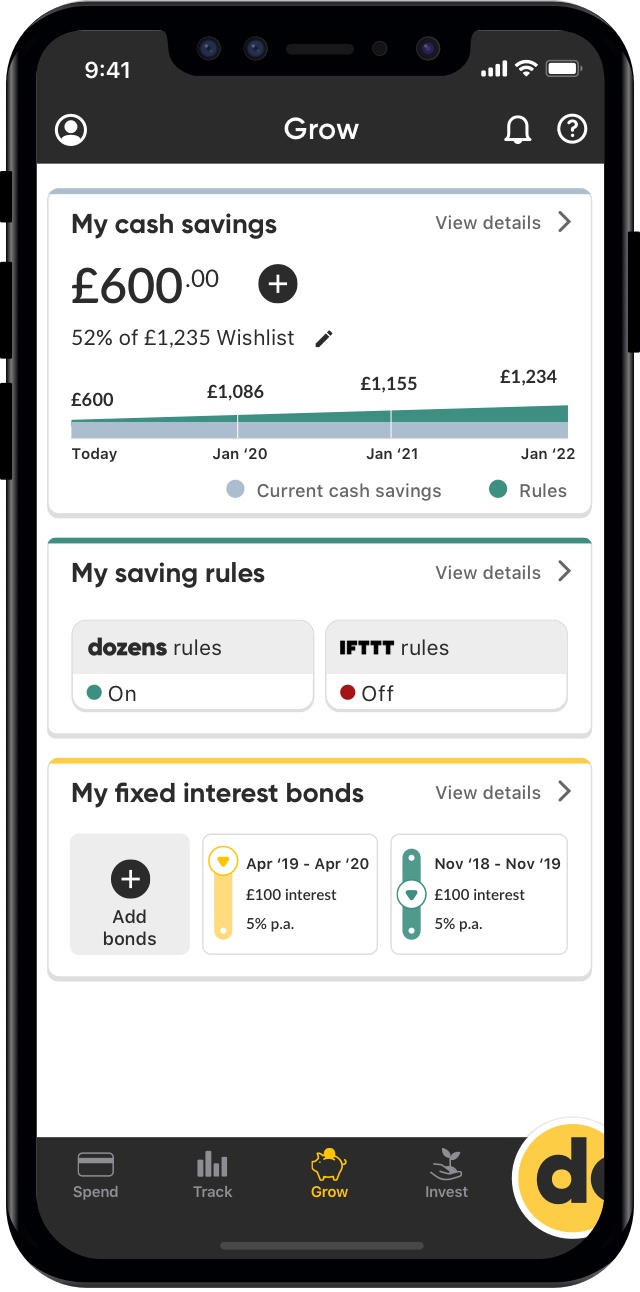 9:41
Grow
My cash savings View details
£600.00
52% of £1,235 Wishlist
£600 £1,086 £1,155 £1,234
Today Jan ‘20 Jan ‘21 Jan ‘22
Current cash savings Rules
My saving rules View details
dozens rules IFTTT rules
On Off
My fixed interest bonds View details
Add
bonds
Apr ‘19 - Apr ‘20
£100 interest
5% p.a.
Nov ‘18 - Nov ‘19
£100 interest
5% p.a.
Spend Track Grow Invest